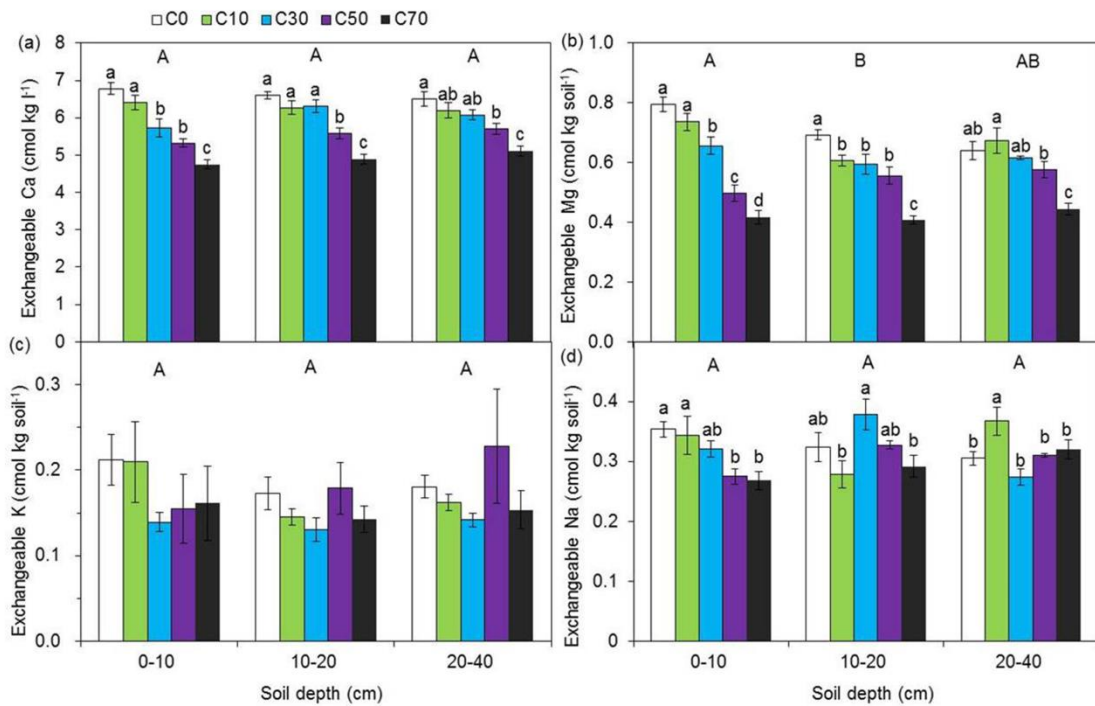 C0 C10 C30 C50 C70
(a)
Exchangeable Ca (cmol kg l⁻¹)
8
7
6
5
4
3
2
1
0
A A A
a a b b c
a a a b c
a ab ab b c
(b)
Exchangeble Mg (cmol kg soil⁻¹)
1.0
0.8
0.6
0.4
0.2
0.0
A B AB
a a b c d
a b b b c
ab a ab b c
(c)
Exchangeable K (cmol kg soil⁻¹)
0.3
0.2
0.1
0.0
A A A
0-10 10-20 20-40
Soil depth (cm)
(d)
Exchangeable Na (cmol kg soil⁻¹)
0.4
0.3
0.2
0.1
0
A A A
a a ab b b
ab b a ab b
b a b b b
0-10 10-20 20-40
Soil depth (cm)